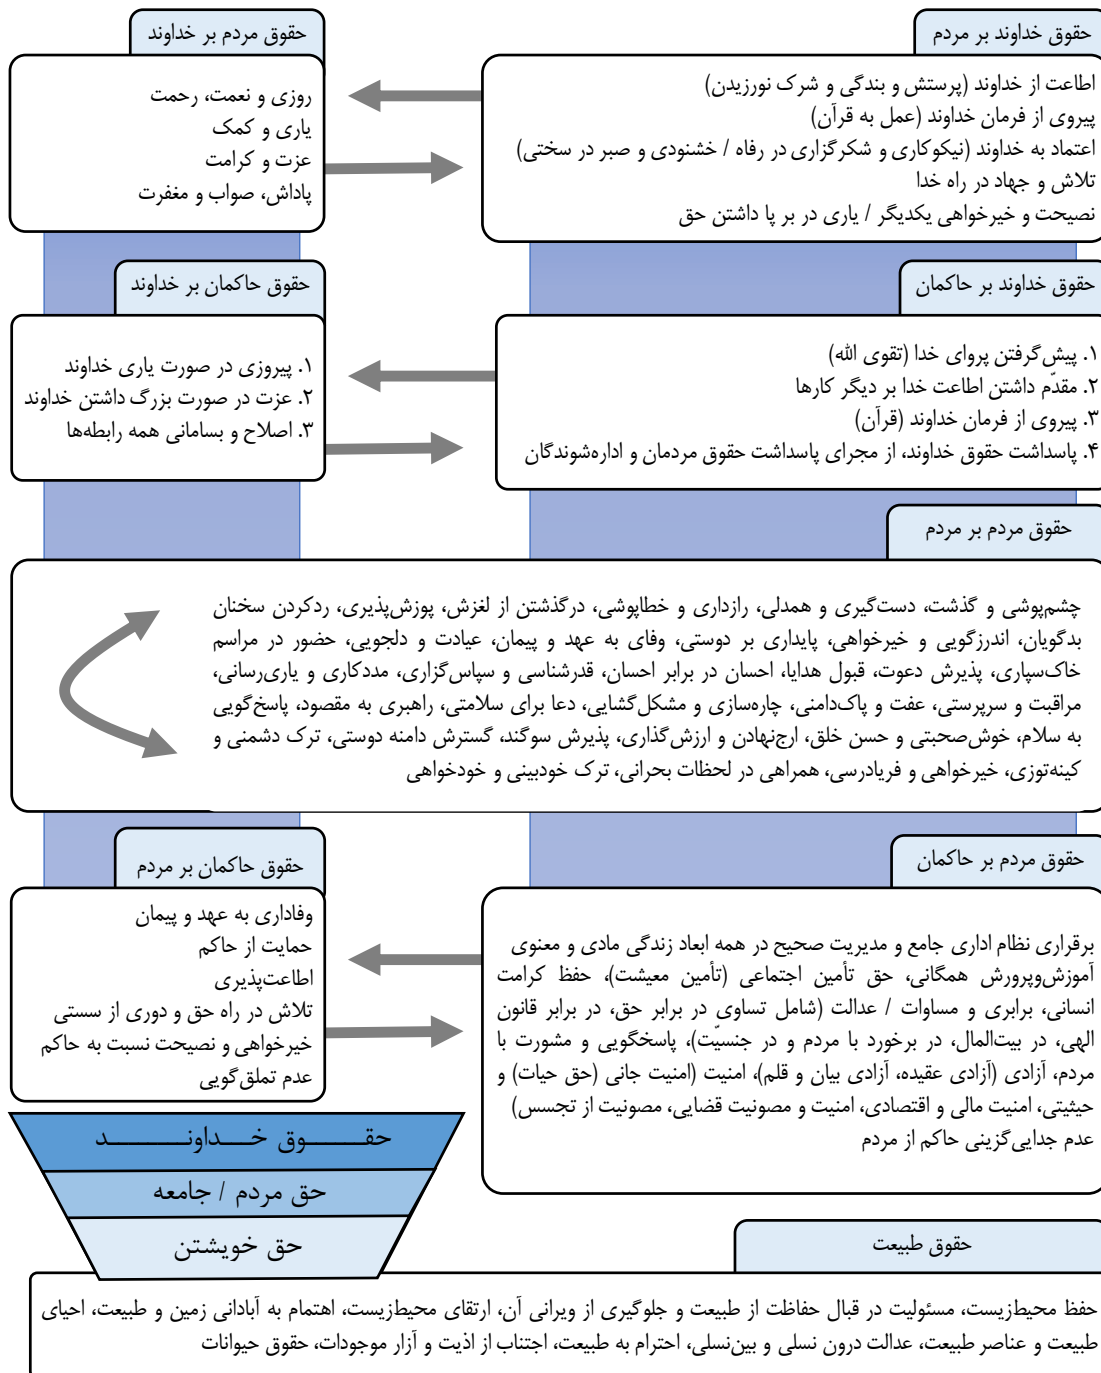 حقوق خداوند بر مردم
اطاعت از خداوند (پرستش و بندگی و شرک نورزیدن)
پیروی از فرمان خداوند (عمل به قرآن)
اعتماد به خداوند (نیکوکاری و شکرگزاری در رفاه / خشنودی و صبر در سختی)
تلاش و جهاد در راه خدا
نصیحت و خیرخواهی یکدیگر / یاری در بر پا داشتن حق
حقوق مردم بر خداوند
روزی و نعمت، رحمت
یاری و کمک
عزت و کرامت
پاداش، صواب و مغفرت
حقوق خداوند بر حاکمان
۱. پیش‌گرفتن پروای خدا (تقوی الله)
۲. مقدّم داشتن اطاعت خدا بر دیگر کارها
۳. پیروی از فرمان خداوند (قرآن)
۴. پاسداشت حقوق خداوند، از مجرای پاسداشت حقوق مردمان و اداره‌شوندگان
حقوق حاکمان بر خداوند
۱. پیروزی در صورت یاری خداوند
۲. عزت در صورت بزرگ داشتن خداوند
۳. اصلاح و بسامانی همه رابطه‌ها
حقوق مردم بر مردم
چشم‌پوشی و گذشت، دست‌گیری و همدلی، رازداری و خطاپوشی، درگذشتن از لغزش، پوزش‌پذیری، ردکردن سخنان
بدگویان، اندرزگویی و خیرخواهی، پایداری بر دوستی، وفای به عهد و پیمان، عیادت و دلجویی، حضور در مراسم
خاک‌سپاری، پذیرش دعوت، قبول هدایا، احسان در برابر احسان، قدرشناسی و سپاس‌گزاری، مددکاری و یاری‌رسانی،
مراقبت و سرپرستی، عفت و پاک‌دامنی، چاره‌سازی و مشکل‌گشایی، دعا برای سلامتی، راهبری به مقصود، پاسخ‌گویی
به سلام، خوش‌صحبتی و حسن خلق، ارج‌نهادن و ارزش‌گذاری، پذیرش سوگند، گسترش دامنه دوستی، ترک دشمنی و
کینه‌توزی، خیرخواهی و فریادرسی، همراهی در لحظات بحرانی، ترک خودبینی و خودخواهی
حقوق مردم بر حاکمان
برقراری نظام اداری جامع و مدیریت صحیح در همه ابعاد زندگی مادی و معنوی
آموزش‌وپرورش همگانی، حق تأمین اجتماعی (تأمین معیشت)، حفظ کرامت
انسانی، برابری و مساوات / عدالت (شامل تساوی در برابر حق، در برابر قانون
الهی، در بیت‌المال، در برخورد با مردم و در جنسیّت)، پاسخگویی و مشورت با
مردم، آزادی (آزادی عقیده، آزادی بیان و قلم)، امنیت (امنیت جانی (حق حیات) و
حیثیتی، امنیت مالی و اقتصادی، امنیت و مصونیت قضایی، مصونیت از تجسس)
عدم جدایی‌گزینی حاکم از مردم
حقوق حاکمان بر مردم
وفاداری به عهد و پیمان
حمایت از حاکم
اطاعت‌پذیری
تلاش در راه حق و دوری از سستی
خیرخواهی و نصیحت نسبت به حاکم
عدم تملق‌گویی
حقـــــوق خـــداونـــــــد
حق مردم / جامعه
حق خویشتن
حقوق طبیعت
حفظ محیط‌زیست، مسئولیت در قبال حفاظت از طبیعت و جلوگیری از ویرانی آن، ارتقای محیط‌زیست، اهتمام به آبادانی زمین و طبیعت، احیای
طبیعت و عناصر طبیعت، عدالت درون نسلی و بین‌نسلی، احترام به طبیعت، اجتناب از اذیت و آزار موجودات، حقوق حیوانات